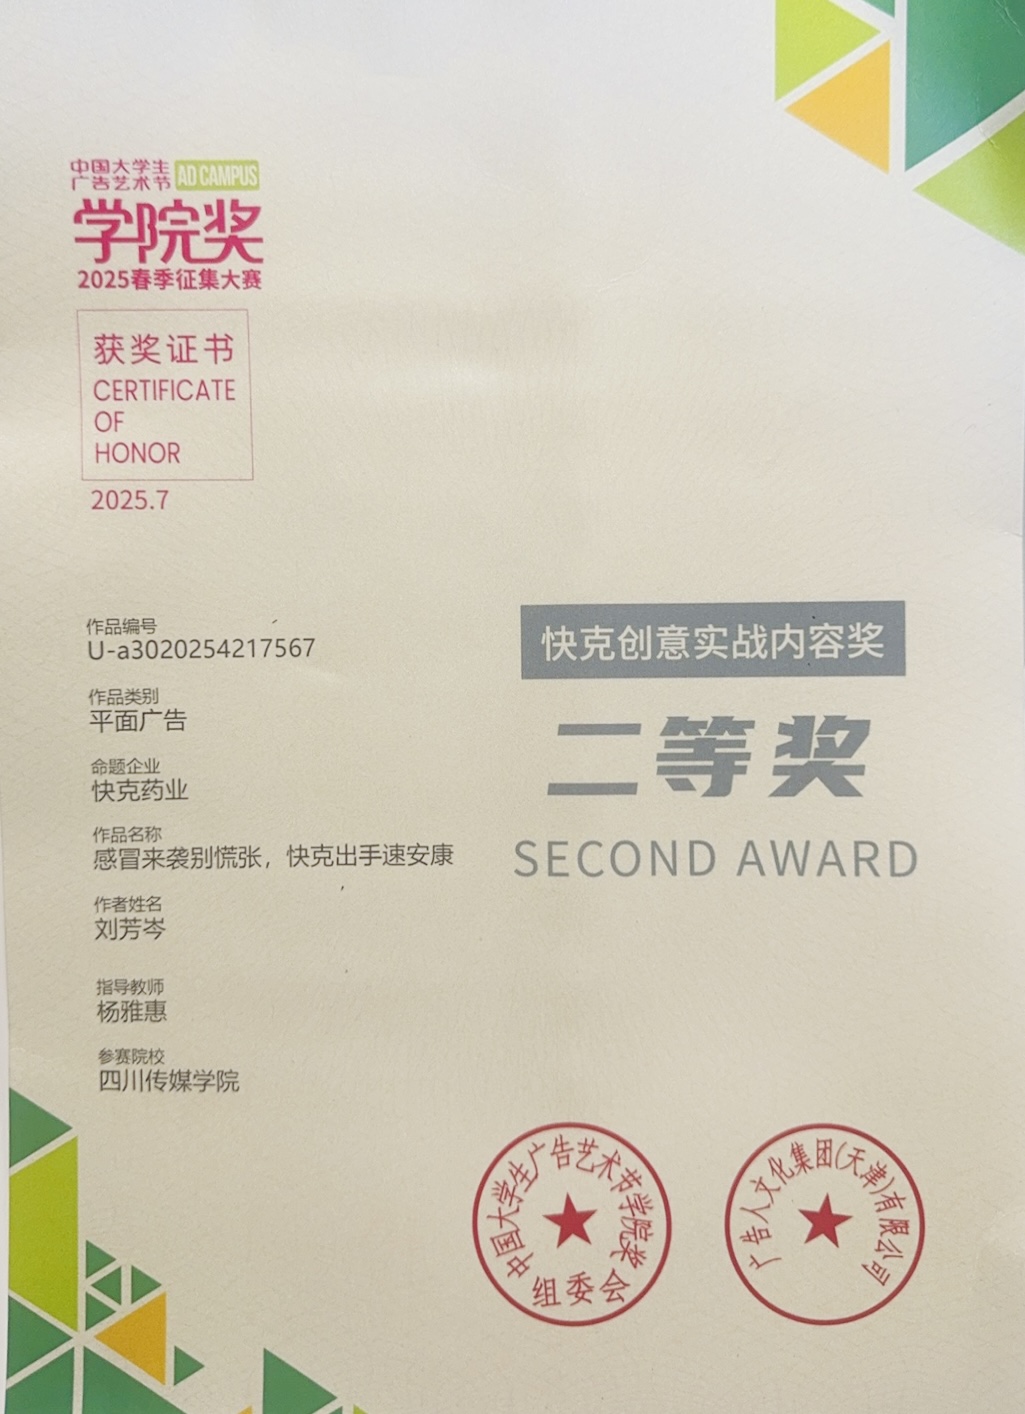 中国大学生
广告艺术节 AD CAMPUS
学院奖
2025春季征集大赛
获奖证书
CERTIFICATE
OF
HONOR
2025.7
作品编号
U-a3020254217567
作品类别
平面广告
命题企业
快克药业
作品名称
感冒来袭别慌张，快克出手速安康
作者姓名
刘芳岑
指导教师
杨雅惠
参赛院校
四川传媒学院
快克创意实战内容奖
二等奖
SECOND AWARD
中国大学生广告艺术节学院奖
组委会
广告人文化集团(天津)有限公司